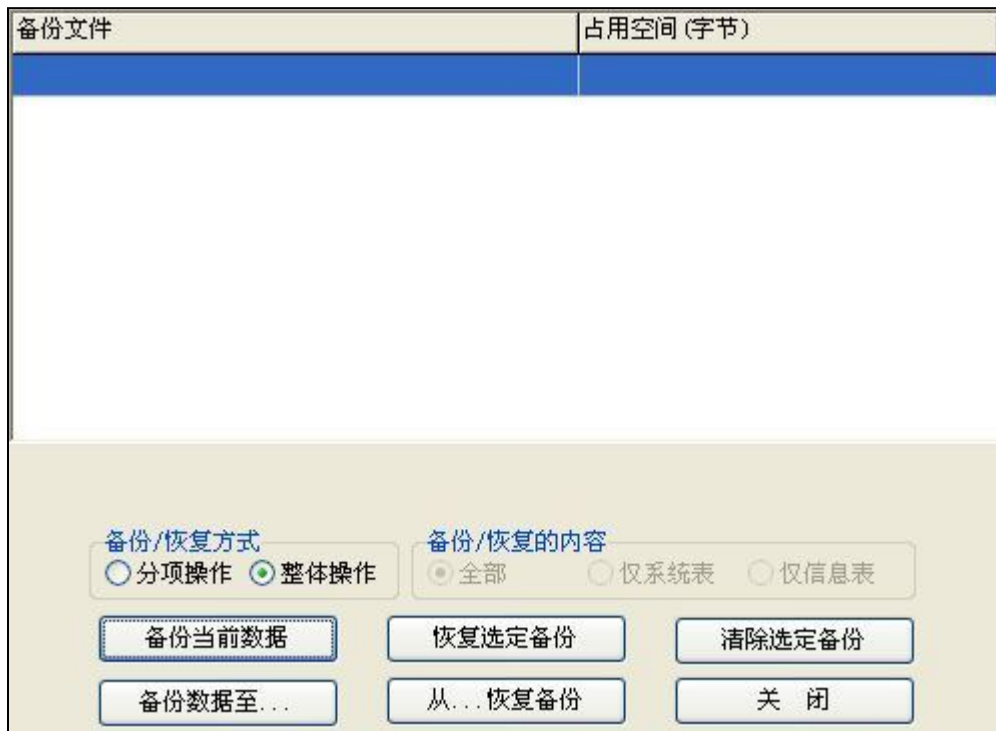 备份文件 占用空间(字节)
备份/恢复方式 备份/恢复的内容
分项操作 整体操作 全部 仅系统表 仅信息表
备份当前数据 恢复选定备份 清除选定备份
备份数据至... 从...恢复备份 关 闭